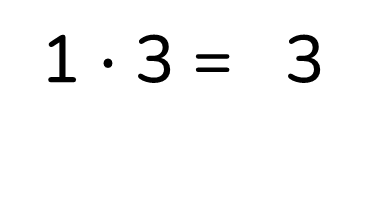 1 · 3 = 3